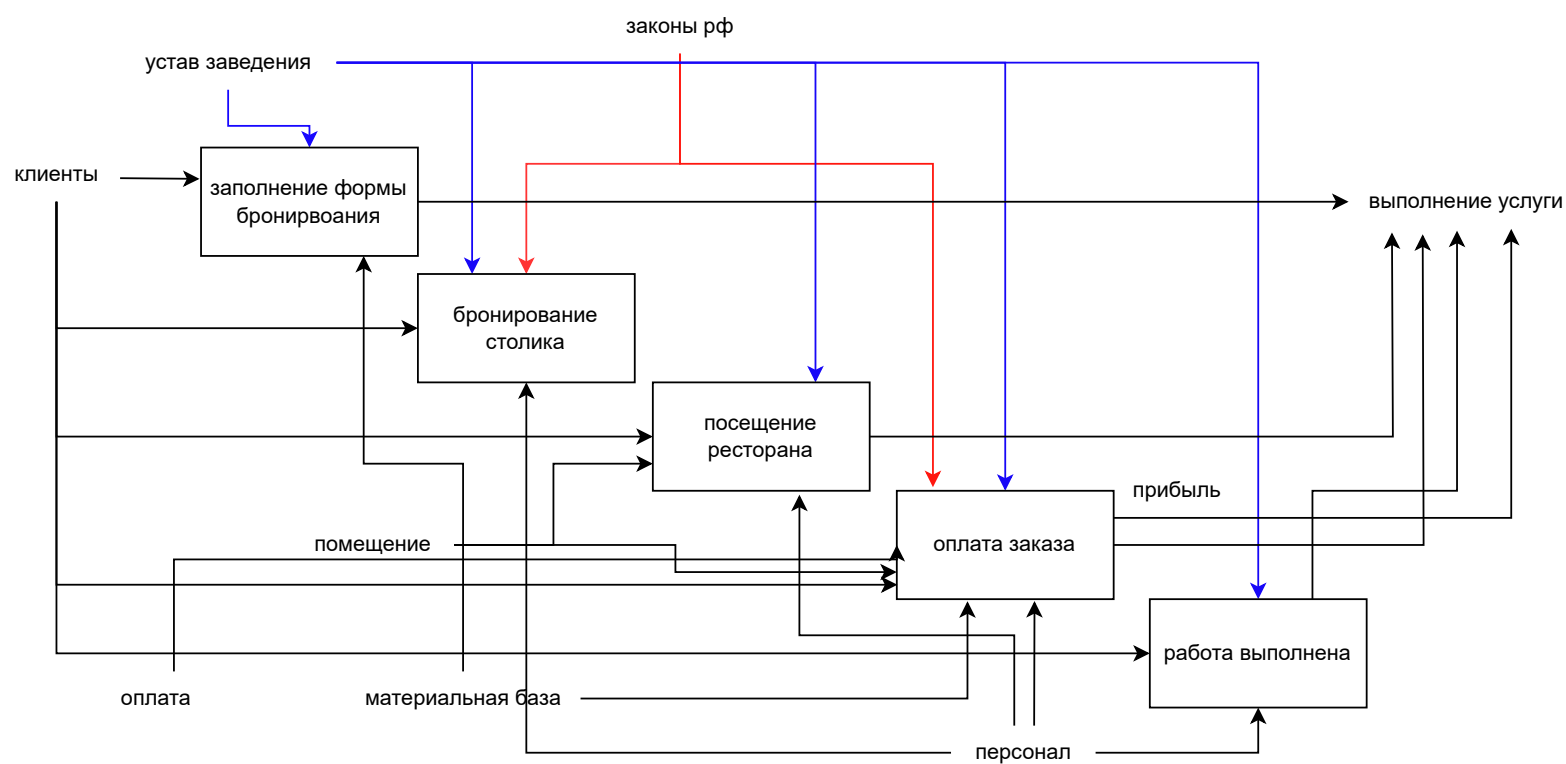 законы рф
устав заведения
клиенты
заполнение формы
бронирвоания
выполнение услуги
бронирование
столика
посещение
ресторана
прибыль
помещение
оплата заказа
работа выполнена
оплата
материальная база
персонал